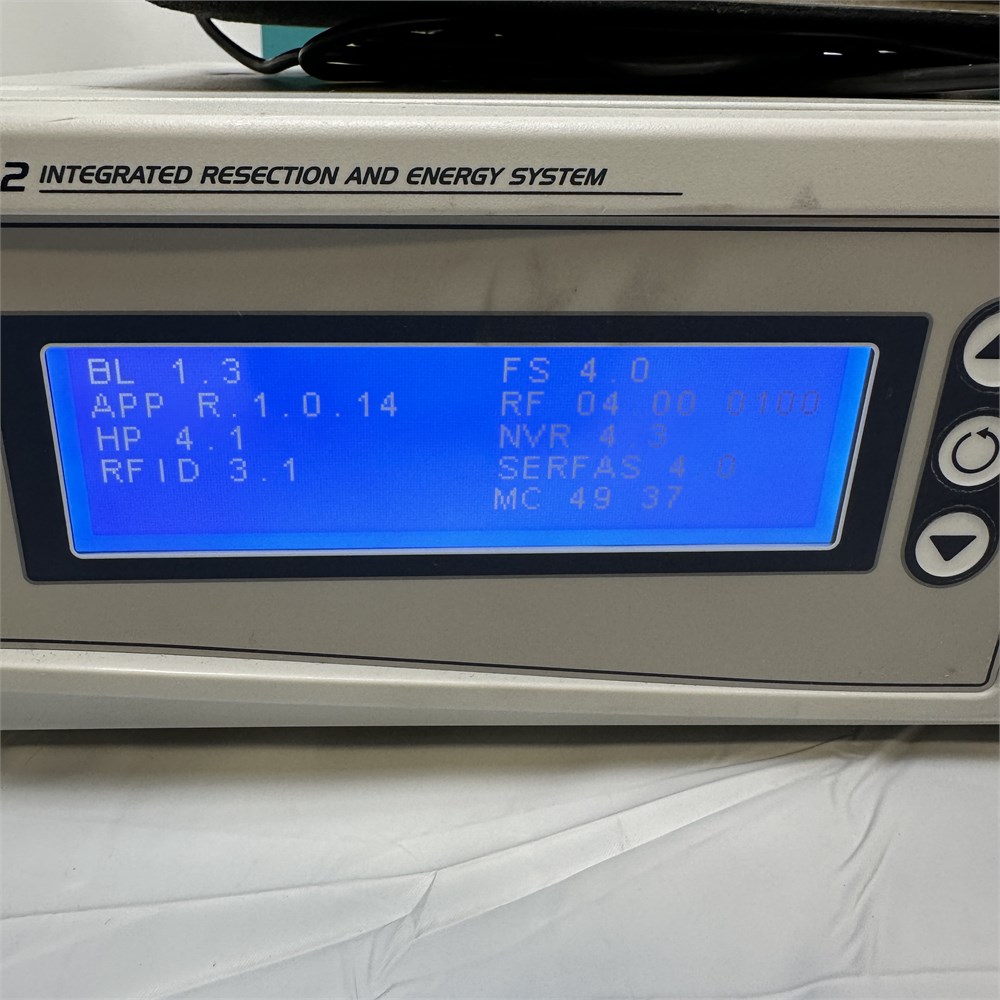 2 INTEGRATED RESECTION AND ENERGY SYSTEM
BL 1.3
APP R.1.0.14
HP 4.1
RFID 3.1
FS 4.0
RF 04 00 0100
NVR 4.3
SERFAS 4.0
MC 49 37